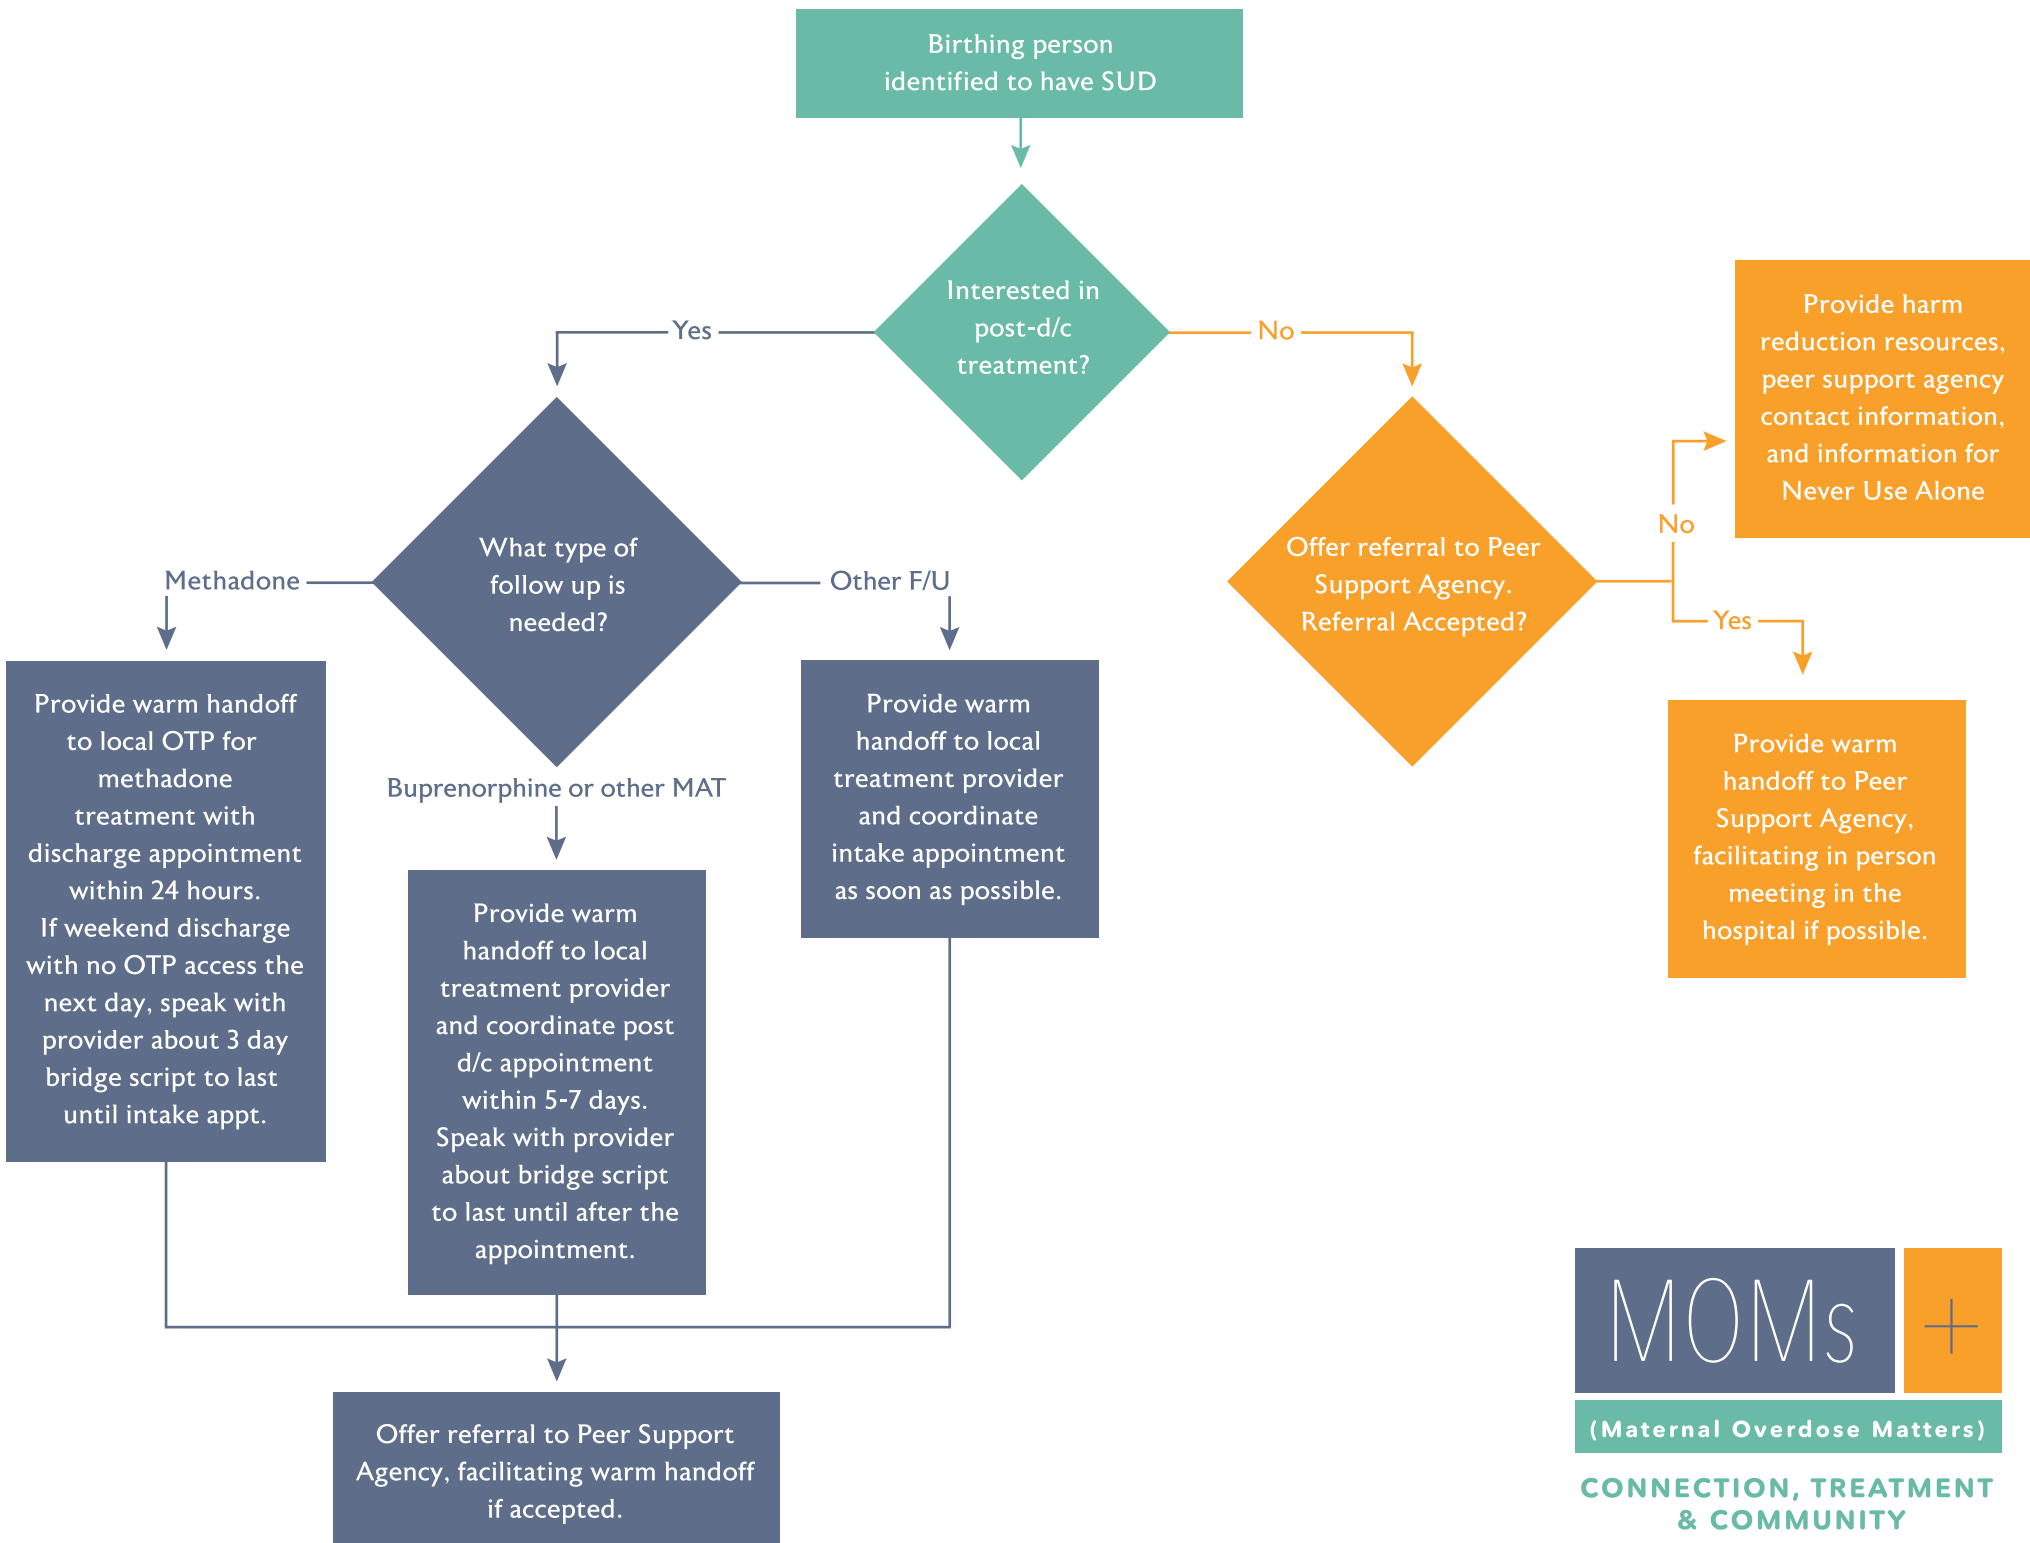 Birthing person
identified to have SUD
Interested in
post-d/c
treatment?
Yes
No
What type of
follow up is
needed?
Methadone
Other F/U
Buprenorphine or other MAT
Provide warm handoff
to local OTP for
methadone
treatment with
discharge appointment
within 24 hours.
If weekend discharge
with no OTP access the
next day, speak with
provider about 3 day
bridge script to last
until intake appt.
Provide warm
handoff to local
treatment provider
and coordinate post
d/c appointment
within 5-7 days.
Speak with provider
about bridge script
to last until after the
appointment.
Provide warm
handoff to local
treatment provider
and coordinate
intake appointment
as soon as possible.
Offer referral to Peer Support
Agency, facilitating warm handoff
if accepted.
Offer referral to Peer
Support Agency.
Referral Accepted?
No
Yes
Provide harm
reduction resources,
peer support agency
contact information,
and information for
Never Use Alone
Provide warm
handoff to Peer
Support Agency,
facilitating in person
meeting in the
hospital if possible.
MOMs +
(Maternal Overdose Matters)
CONNECTION, TREATMENT
& COMMUNITY